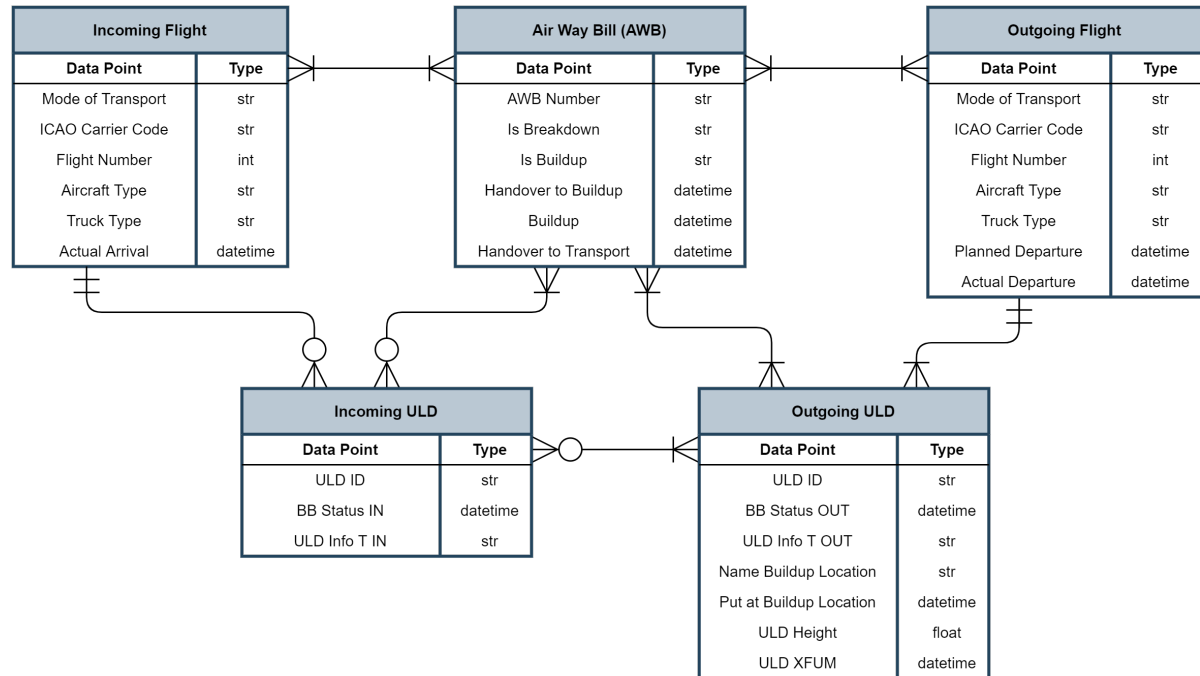 Incoming Flight
Data Point Type
Mode of Transport str
ICAO Carrier Code str
Flight Number int
Aircraft Type str
Truck Type str
Actual Arrival datetime
Air Way Bill (AWB)
Data Point Type
AWB Number str
Is Breakdown str
Is Buildup str
Handover to Buildup datetime
Buildup datetime
Handover to Transport datetime
Outgoing Flight
Data Point Type
Mode of Transport str
ICAO Carrier Code str
Flight Number int
Aircraft Type str
Truck Type str
Planned Departure datetime
Actual Departure datetime
Incoming ULD
Data Point Type
ULD ID str
BB Status IN datetime
ULD Info T IN str
Outgoing ULD
Data Point Type
ULD ID str
BB Status OUT datetime
ULD Info T OUT str
Name Buildup Location str
Put at Buildup Location datetime
ULD Height float
ULD XFUM datetime